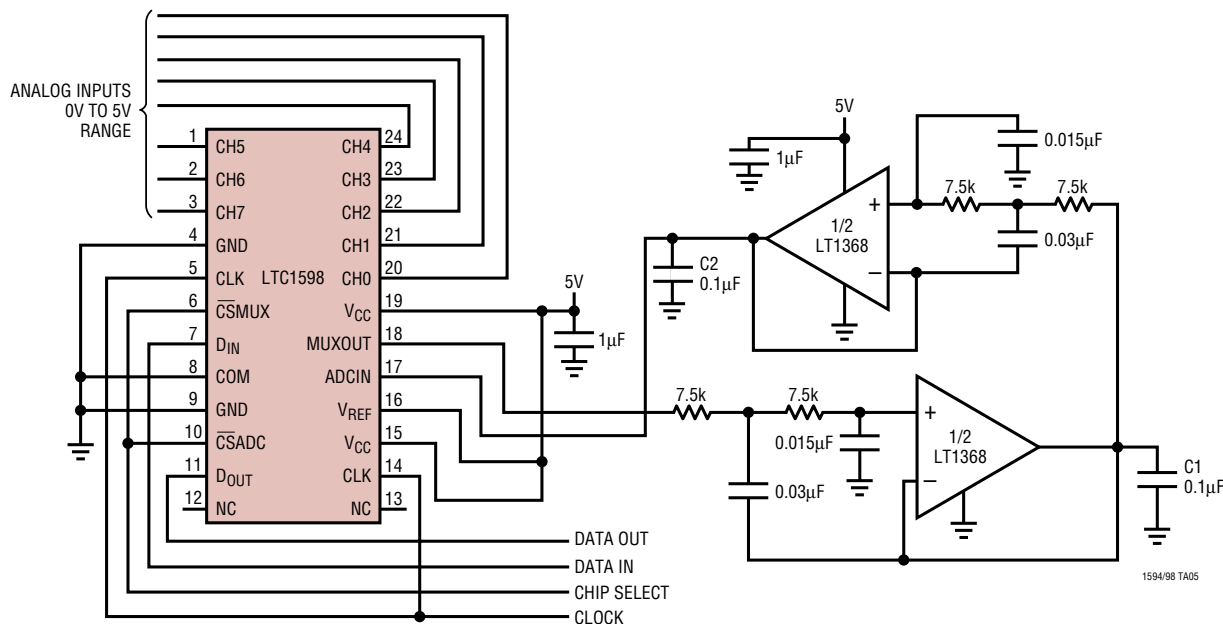 ANALOG INPUTS
0V TO 5V
RANGE
1 CH5
2 CH6
3 CH7
4 GND
5 CLK
6 C̅S̅MUX
7 DIN
8 COM
9 GND
10 C̅S̅ADC
11 DOUT
12 NC
LTC1598
CH4 24
CH3 23
CH2 22
CH1 21
CH0 20
VCC 19
MUXOUT 18
ADCIN 17
VREF 16
VCC 15
CLK 14
NC 13
5V
1µF
DATA OUT
DATA IN
CHIP SELECT
CLOCK
5V
1µF
+
−
1/2
LT1368
C2
0.1µF
0.015µF
7.5k
7.5k
0.03µF
7.5k
7.5k
0.015µF
0.03µF
+
−
1/2
LT1368
C1
0.1µF
1594/98 TA05